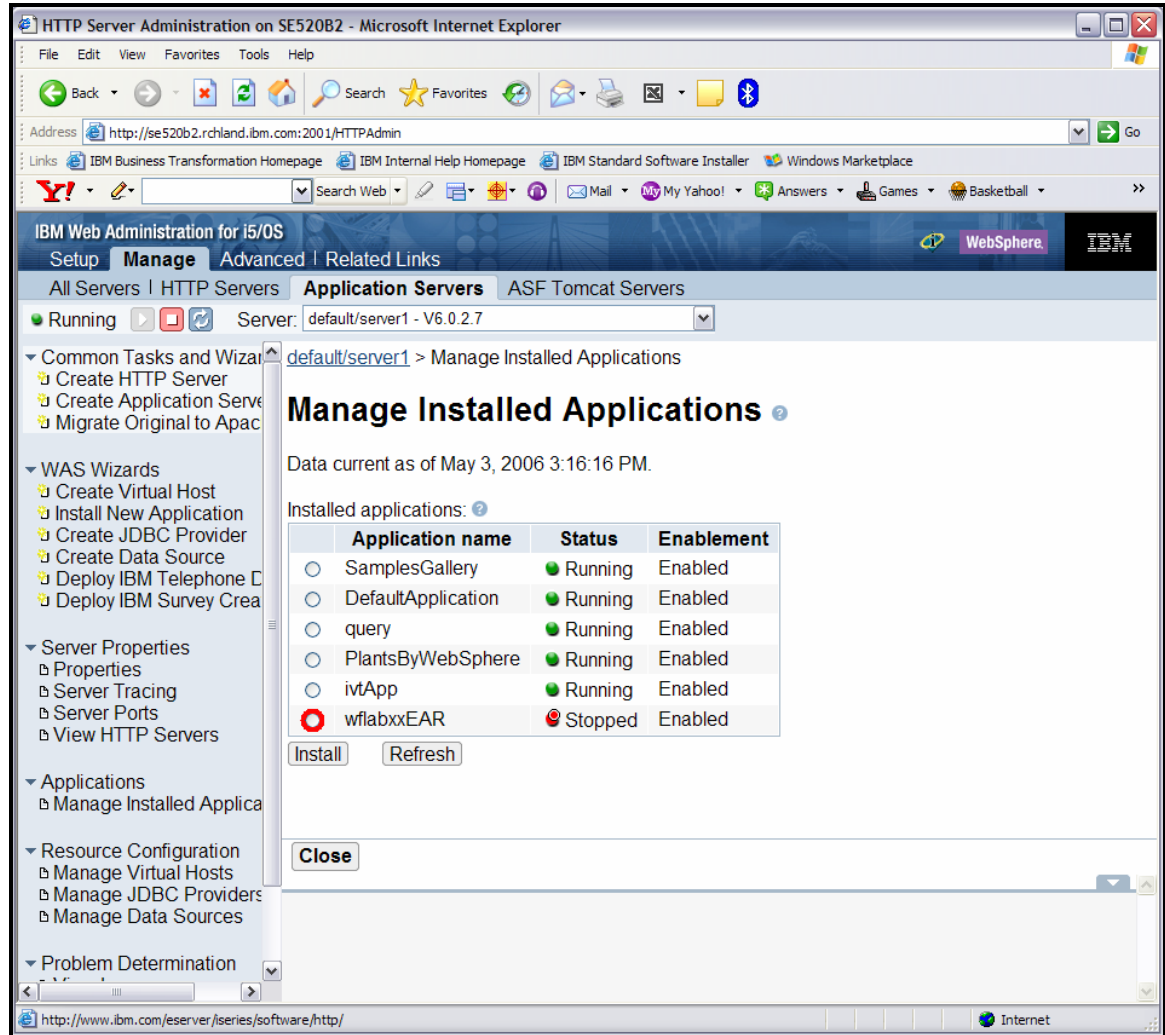 HTTP Server Administration on SE520B2 - Microsoft Internet Explorer
File Edit View Favorites Tools Help
Back Search Favorites
Address http://se520b2.rchland.ibm.com:2001/HTTPAdmin Go
Links IBM Business Transformation Homepage IBM Internal Help Homepage IBM Standard Software Installer Windows Marketplace
Y! Search Web Mail My Yahoo! Answers Games Basketball »
IBM Web Administration for i5/OS
WebSphere. IBM
Setup Manage Advanced | Related Links
All Servers | HTTP Servers Application Servers ASF Tomcat Servers
Running Server: default/server1 - V6.0.2.7
Common Tasks and Wizar
Create HTTP Server
Create Application Serve
Migrate Original to Apac
WAS Wizards
Create Virtual Host
Install New Application
Create JDBC Provider
Create Data Source
Deploy IBM Telephone D
Deploy IBM Survey Crea
Server Properties
Properties
Server Tracing
Server Ports
View HTTP Servers
Applications
Manage Installed Applica
Resource Configuration
Manage Virtual Hosts
Manage JDBC Providers
Manage Data Sources
Problem Determination
default/server1 > Manage Installed Applications
Manage Installed Applications ?
Data current as of May 3, 2006 3:16:16 PM.
Installed applications: ?
Application name Status Enablement
SamplesGallery Running Enabled
DefaultApplication Running Enabled
query Running Enabled
PlantsByWebSphere Running Enabled
ivtApp Running Enabled
wflabxxEAR Stopped Enabled
Install Refresh
Close
http://www.ibm.com/eserver/iseries/software/http/ Internet